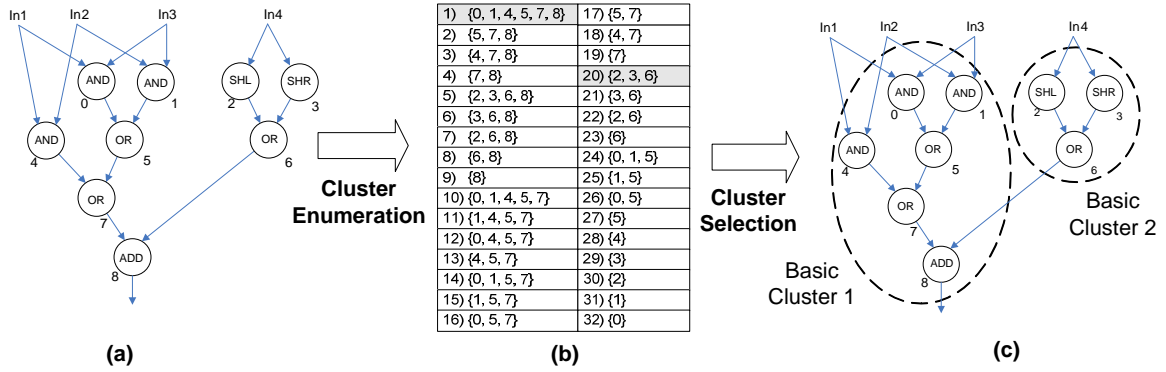 In1 In2 In3 In4
AND AND SHL SHR
0 1 2 3
AND OR OR
4 5 6
OR
7
ADD
8
(a)
Cluster
Enumeration
1) {0, 1, 4, 5, 7, 8} 17) {5, 7}
2) {5, 7, 8} 18) {4, 7}
3) {4, 7, 8} 19) {7}
4) {7, 8} 20) {2, 3, 6}
5) {2, 3, 6, 8} 21) {3, 6}
6) {3, 6, 8} 22) {2, 6}
7) {2, 6, 8} 23) {6}
8) {6, 8} 24) {0, 1, 5}
9) {8} 25) {1, 5}
10) {0, 1, 4, 5, 7} 26) {0, 5}
11) {1, 4, 5, 7} 27) {5}
12) {0, 4, 5, 7} 28) {4}
13) {4, 5, 7} 29) {3}
14) {0, 1, 5, 7} 30) {2}
15) {1, 5, 7} 31) {1}
16) {0, 5, 7} 32) {0}
(b)
Cluster
Selection
In1 In2 In3 In4
AND AND SHL SHR
0 1 2 3
AND OR OR
4 5 6
OR
7
ADD
8
Basic
Cluster 1
Basic
Cluster 2
(c)